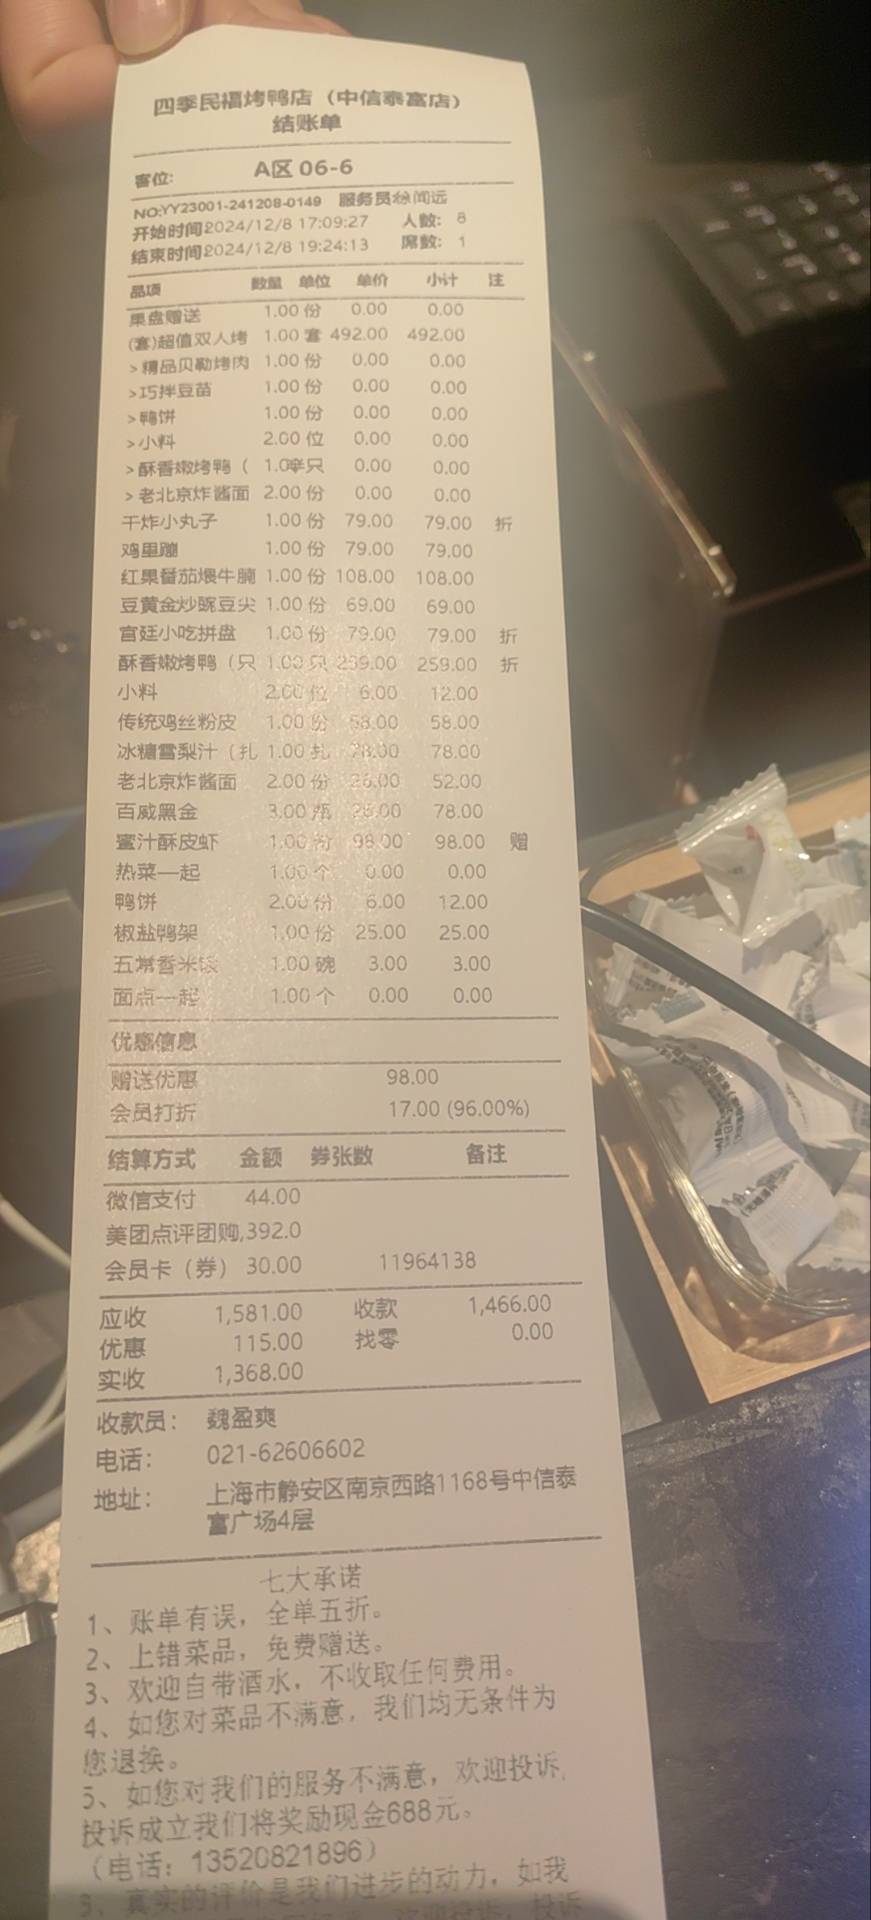 四季民福烤鸭店（中信泰富店）
结账单
客位: A区 06-6
NO:YY23001-241208-0149 服务员:徐闻远
开始时间2024/12/8 17:09:27 人数: 8
结束时间2024/12/8 19:24:13 席数: 1
品项 数量 单位 单价 小计 注
果盘赠送 1.00 份 0.00 0.00
(套)超值双人烤 1.00 套 492.00 492.00
>精品贝勒烤肉 1.00 份 0.00 0.00
>巧拌豆苗 1.00 份 0.00 0.00
>鸭饼 1.00 份 0.00 0.00
>小料 2.00 位 0.00 0.00
>酥香嫩烤鸭（ 1.0半只 0.00 0.00
>老北京炸酱面 2.00 份 0.00 0.00
干炸小丸子 1.00 份 79.00 79.00 折
鸡里蹦 1.00 份 79.00 79.00
红果番茄煨牛腩 1.00 份 108.00 108.00
豆黄金炒豌豆尖 1.00 份 69.00 69.00
宫廷小吃拼盘 1.00 份 79.00 79.00 折
酥香嫩烤鸭（只 1.00 只 259.00 259.00 折
小料 2.00 位 6.00 12.00
传统鸡丝粉皮 1.00 份 58.00 58.00
冰糖雪梨汁（扎 1.00 扎 78.00 78.00
老北京炸酱面 2.00 份 26.00 52.00
百威黑金 3.00 瓶 26.00 78.00
蜜汁酥皮虾 1.00 份 98.00 98.00 赠
热菜一起 1.00 个 0.00 0.00
鸭饼 2.00 份 6.00 12.00
椒盐鸭架 1.00 份 25.00 25.00
五常香米饭 1.00 碗 3.00 3.00
面点一起 1.00 个 0.00 0.00
优惠信息
赠送优惠 98.00
会员打折 17.00 (96.00%)
结算方式 金额 券张数 备注
微信支付 44.00
美团点评团购,392.0
会员卡（券）30.00 11964138
应收 1,581.00 收款 1,466.00
优惠 115.00 找零 0.00
实收 1,368.00
收款员: 魏盈爽
电话: 021-62606602
地址: 上海市静安区南京西路1168号中信泰
富广场4层
七大承诺
1、账单有误，全单五折。
2、上错菜品，免费赠送。
3、欢迎自带酒水，不收取任何费用。
4、如您对菜品不满意，我们均无条件为
您退换。
5、如您对我们的服务不满意，欢迎投诉，
投诉成立我们将奖励现金688元。
（电话：13520821896）
6、真实的评价是我们进步的动力，如我